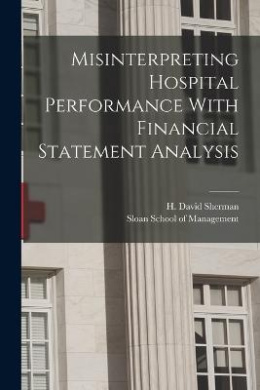 Misinterpreting
Hospital
Performance With
Financial
Statement Analysis
H. David Sherman
Sloan School of Management